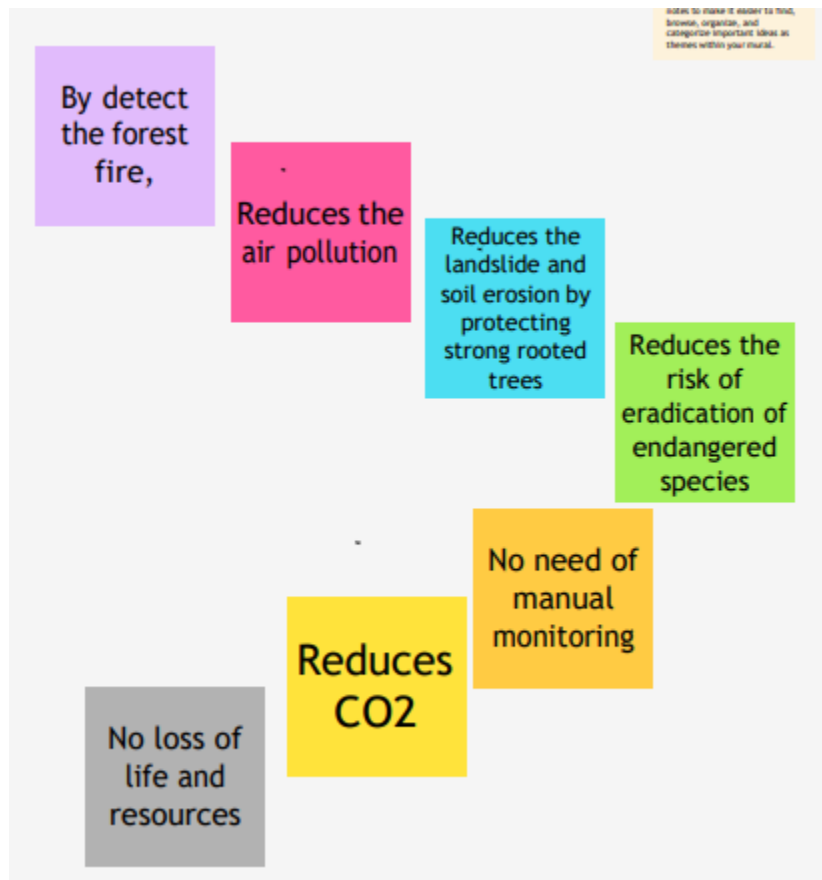 notes to make it easier to find,
browse, organize, and
categorize important ideas as
themes within your mural.
By detect
the forest
fire,
Reduces the
air pollution
Reduces the
landslide and
soil erosion by
protecting
strong rooted
trees
Reduces the
risk of
eradication of
endangered
species
No need of
manual
monitoring
Reduces
CO2
No loss of
life and
resources